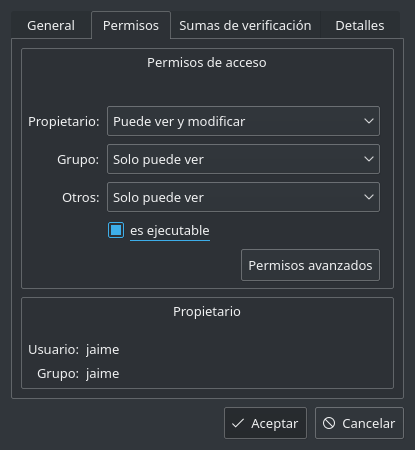 General Permisos Sumas de verificación Detalles
Permisos de acceso
Propietario: Puede ver y modificar
Grupo: Solo puede ver
Otros: Solo puede ver
es ejecutable
Permisos avanzados
Propietario
Usuario: jaime
Grupo: jaime
Aceptar Cancelar